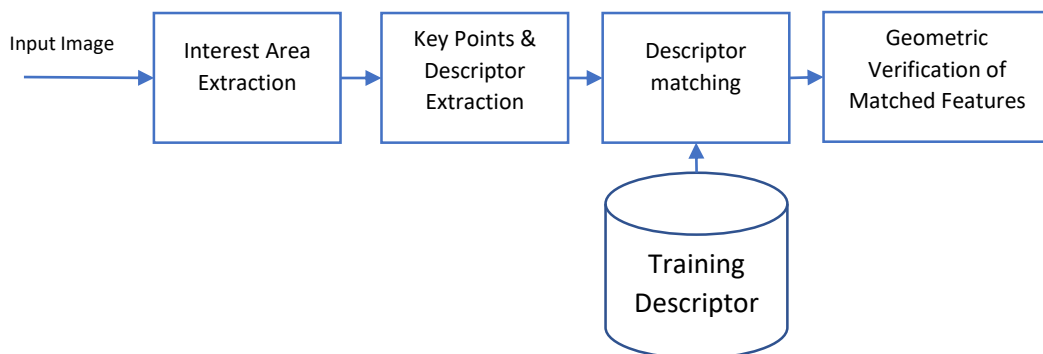 Input Image
Interest Area
Extraction
Key Points &
Descriptor
Extraction
Descriptor
matching
Geometric
Verification of
Matched Features
Training
Descriptor